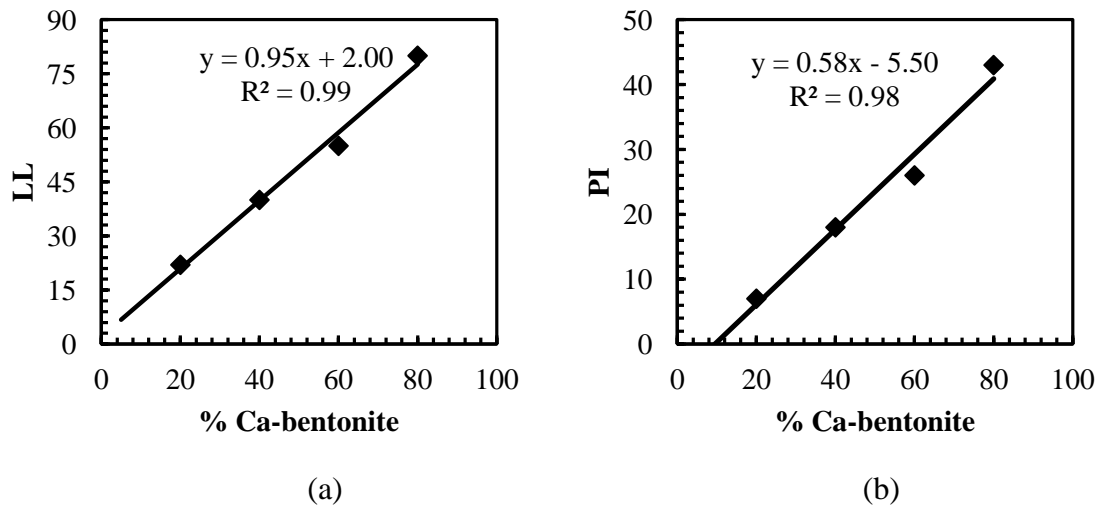 90
75
60
45
30
15
0
LL
y = 0.95x + 2.00
R² = 0.99
0 20 40 60 80 100
% Ca-bentonite
(a)
50
40
30
20
10
0
PI
y = 0.58x - 5.50
R² = 0.98
0 20 40 60 80 100
% Ca-bentonite
(b)